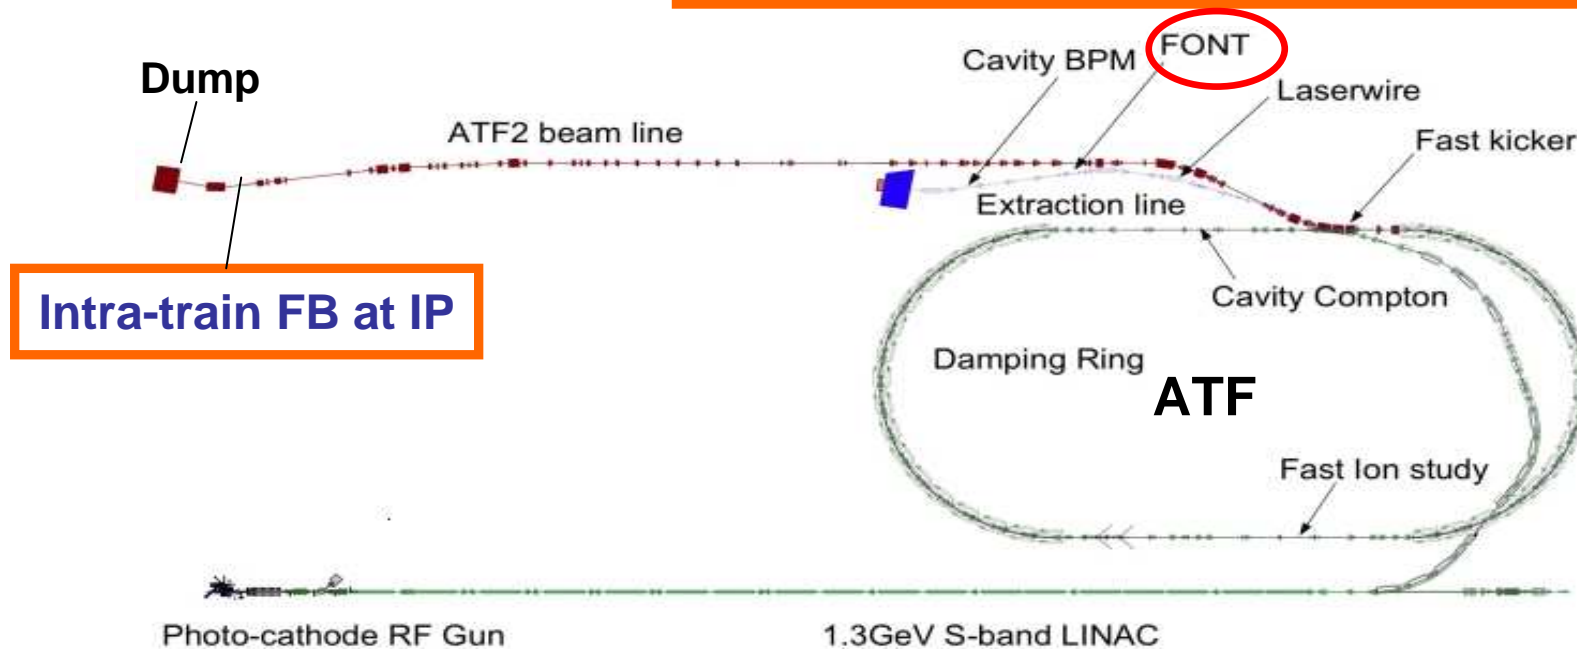 FONT
Cavity BPM
Dump
Laserwire
ATF2 beam line
Fast kicker
Extraction line
Intra-train FB at IP
Cavity Compton
Damping Ring
ATF
Fast Ion study
Photo-cathode RF Gun
1.3GeV S-band LINAC